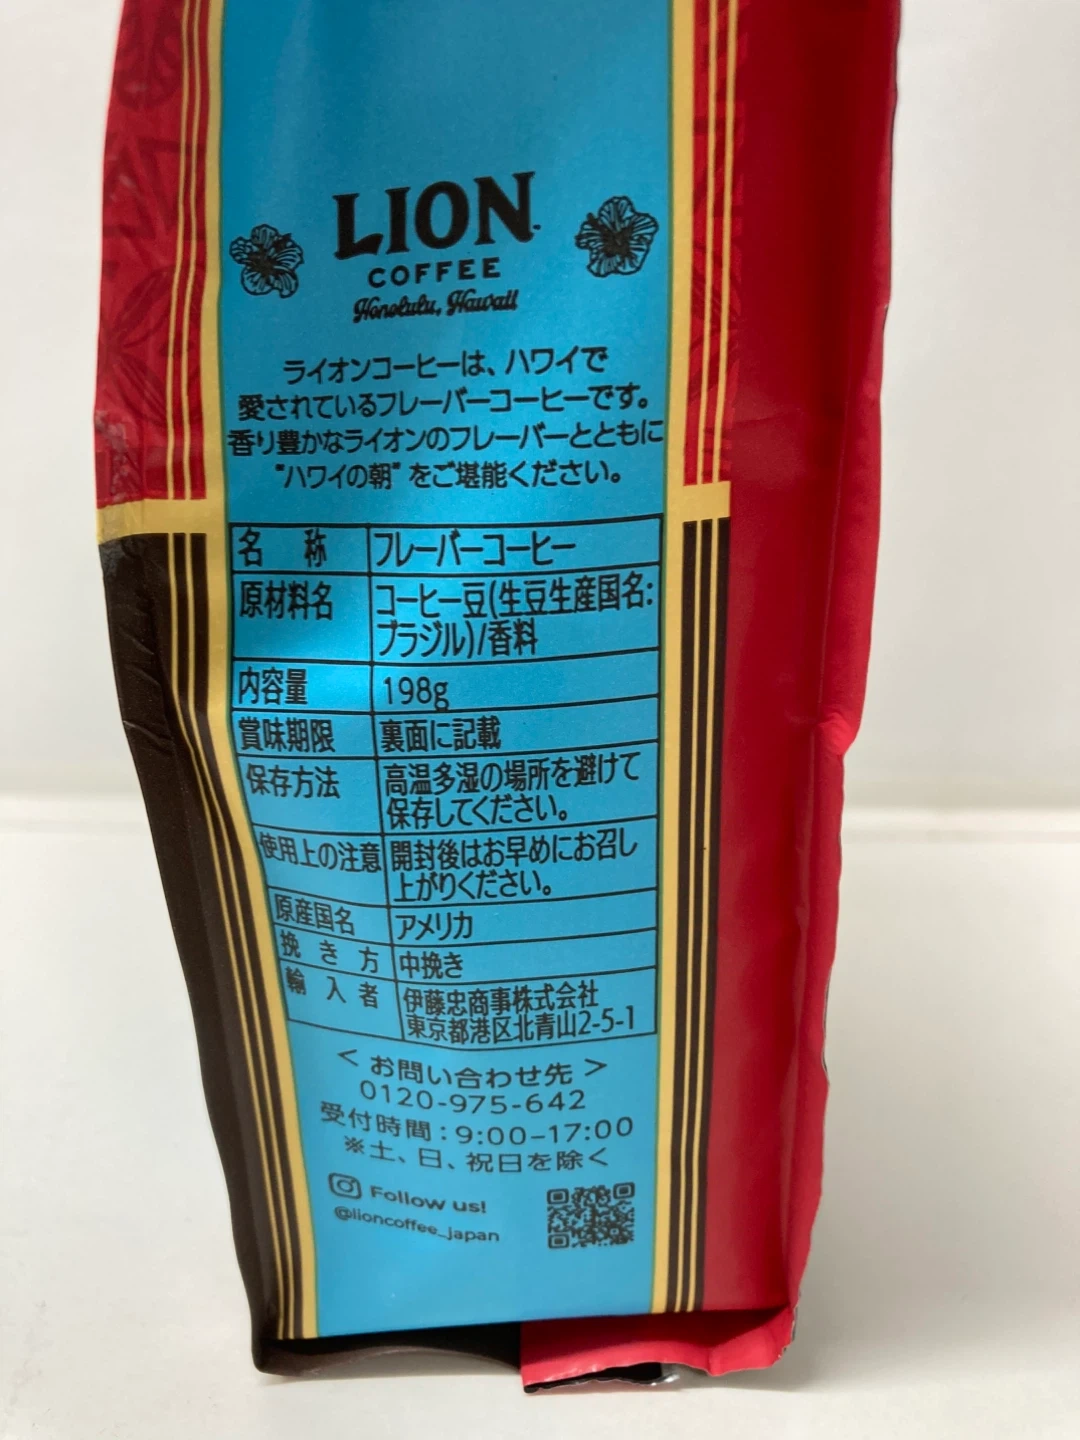 LION
COFFEE
Honolulu, Hawaii
ライオンコーヒーは、ハワイで
愛されているフレーバーコーヒーです。
香り豊かなライオンのフレーバーとともに
"ハワイの朝"をご堪能ください。
名 称 フレーバーコーヒー
原材料名 コーヒー豆(生豆生産国名:
ブラジル)/香料
内容量 198g
賞味期限 裏面に記載
保存方法 高温多湿の場所を避けて
保存してください。
使用上の注意 開封後はお早めにお召し
上がりください。
原産国名 アメリカ
挽き方 中挽き
輸入者 伊藤忠商事株式会社
東京都港区北青山2-5-1
＜お問い合わせ先＞
0120-975-642
受付時間：9:00–17:00
※土、日、祝日を除く
Follow us!
@lioncoffee_japan